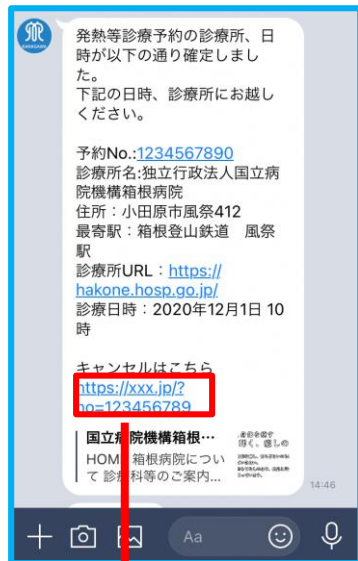 発熱等診療予約の診療所、日
時が以下の通り確定しまし
た。
下記の日時、診療所にお越し
ください。
予約No.:1234567890
診療所名:独立行政法人国立病
院機構箱根病院
住所：小田原市風祭412
最寄駅：箱根登山鉄道　風祭
駅
診療所URL：https://
hakone.hosp.go.jp/
診療日時：2020年12月1日 10
時
キャンセルはこちら
https://xxx.jp/?
no=123456789
国立病院機構箱根…
HOME 箱根病院につい
て 診療科等のご案内...
14:46
Aa